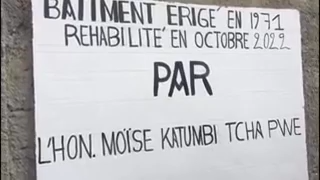 BATIMENT ERIGÉ EN 1971
REHABILITÉ EN OCTOBRE 2022
PAR
L'HON. MOÏSE KATUMBI TCHA PWE